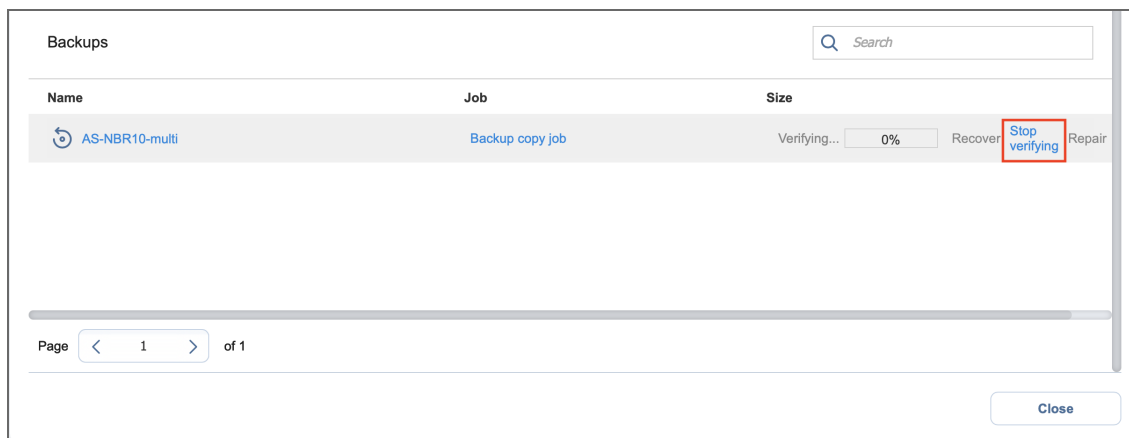 Backups
Search
Name Job Size
AS-NBR10-multi Backup copy job Verifying... 0% Recover Stop verifying Repair
Page 1 of 1
Close